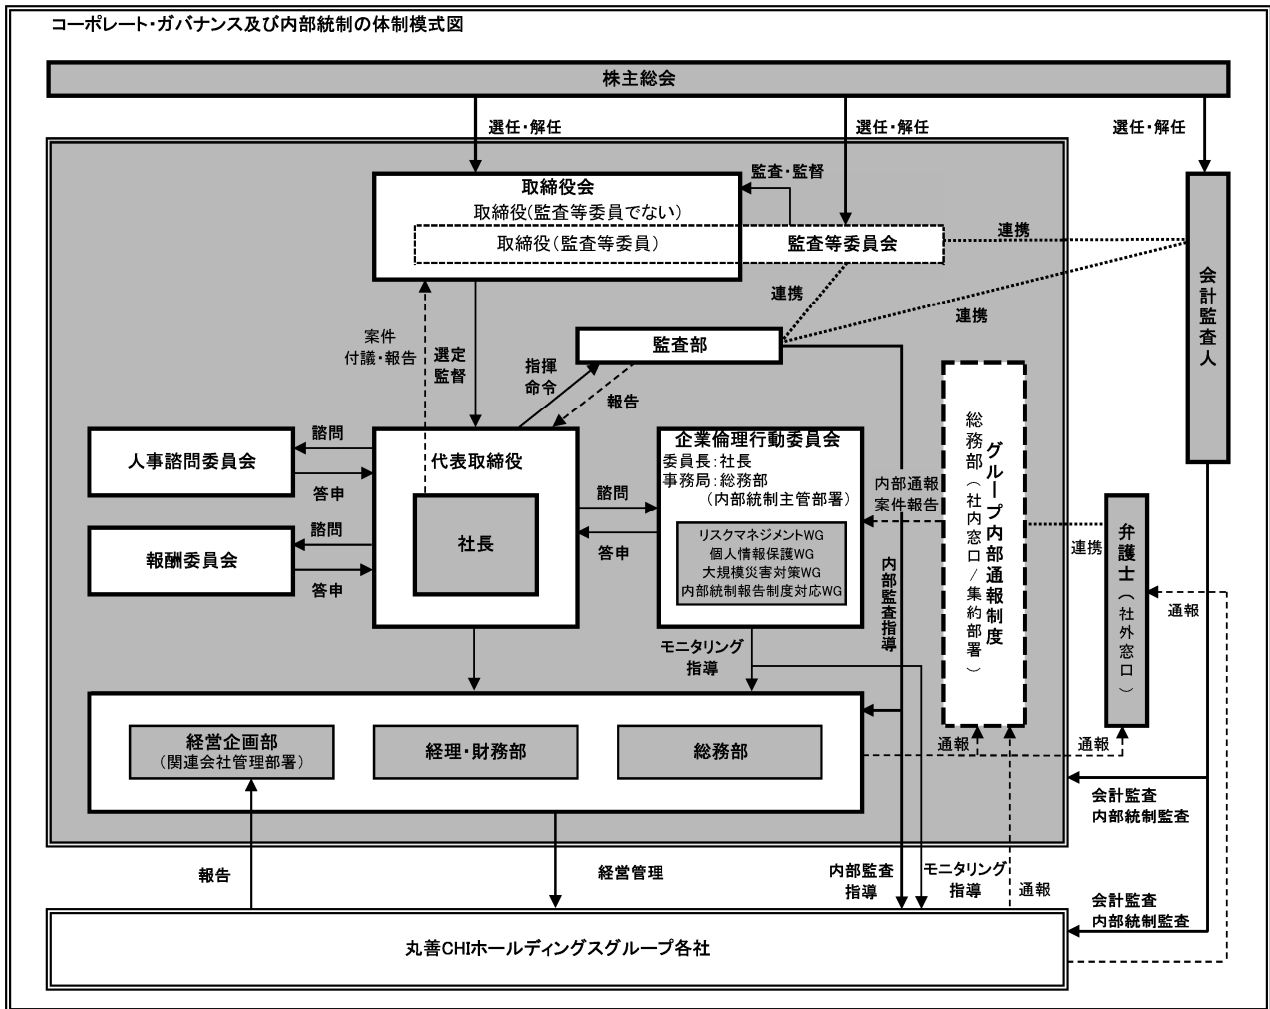 コーポレート・ガバナンス及び内部統制の体制模式図
株主総会
選任・解任
選任・解任
選任・解任
取締役会
取締役(監査等委員でない)
取締役(監査等委員)
監査・監督
監査等委員会
連携
連携
連携
会計監査人
監査部
案件
付議・報告
選定
監督
指揮
命令
報告
人事諮問委員会
諮問
答申
報酬委員会
諮問
答申
代表取締役
社長
諮問
答申
企業倫理行動委員会
委員長:社長
事務局:総務部
(内部統制主管部署)
リスクマネジメントWG
個人情報保護WG
大規模災害対策WG
内部統制報告制度対応WG
内部通報
案件報告
グループ内部通報制度
総務部(社内窓口/集約部署)
連携
弁護士(社外窓口)
通報
内部監査指導
モニタリング
指導
経営企画部
(関連会社管理部署)
経理・財務部
総務部
通報
通報
会計監査
内部統制監査
報告
経営管理
内部監査
指導
モニタリング
指導
通報
会計監査
内部統制監査
丸善CHIホールディングスグループ各社